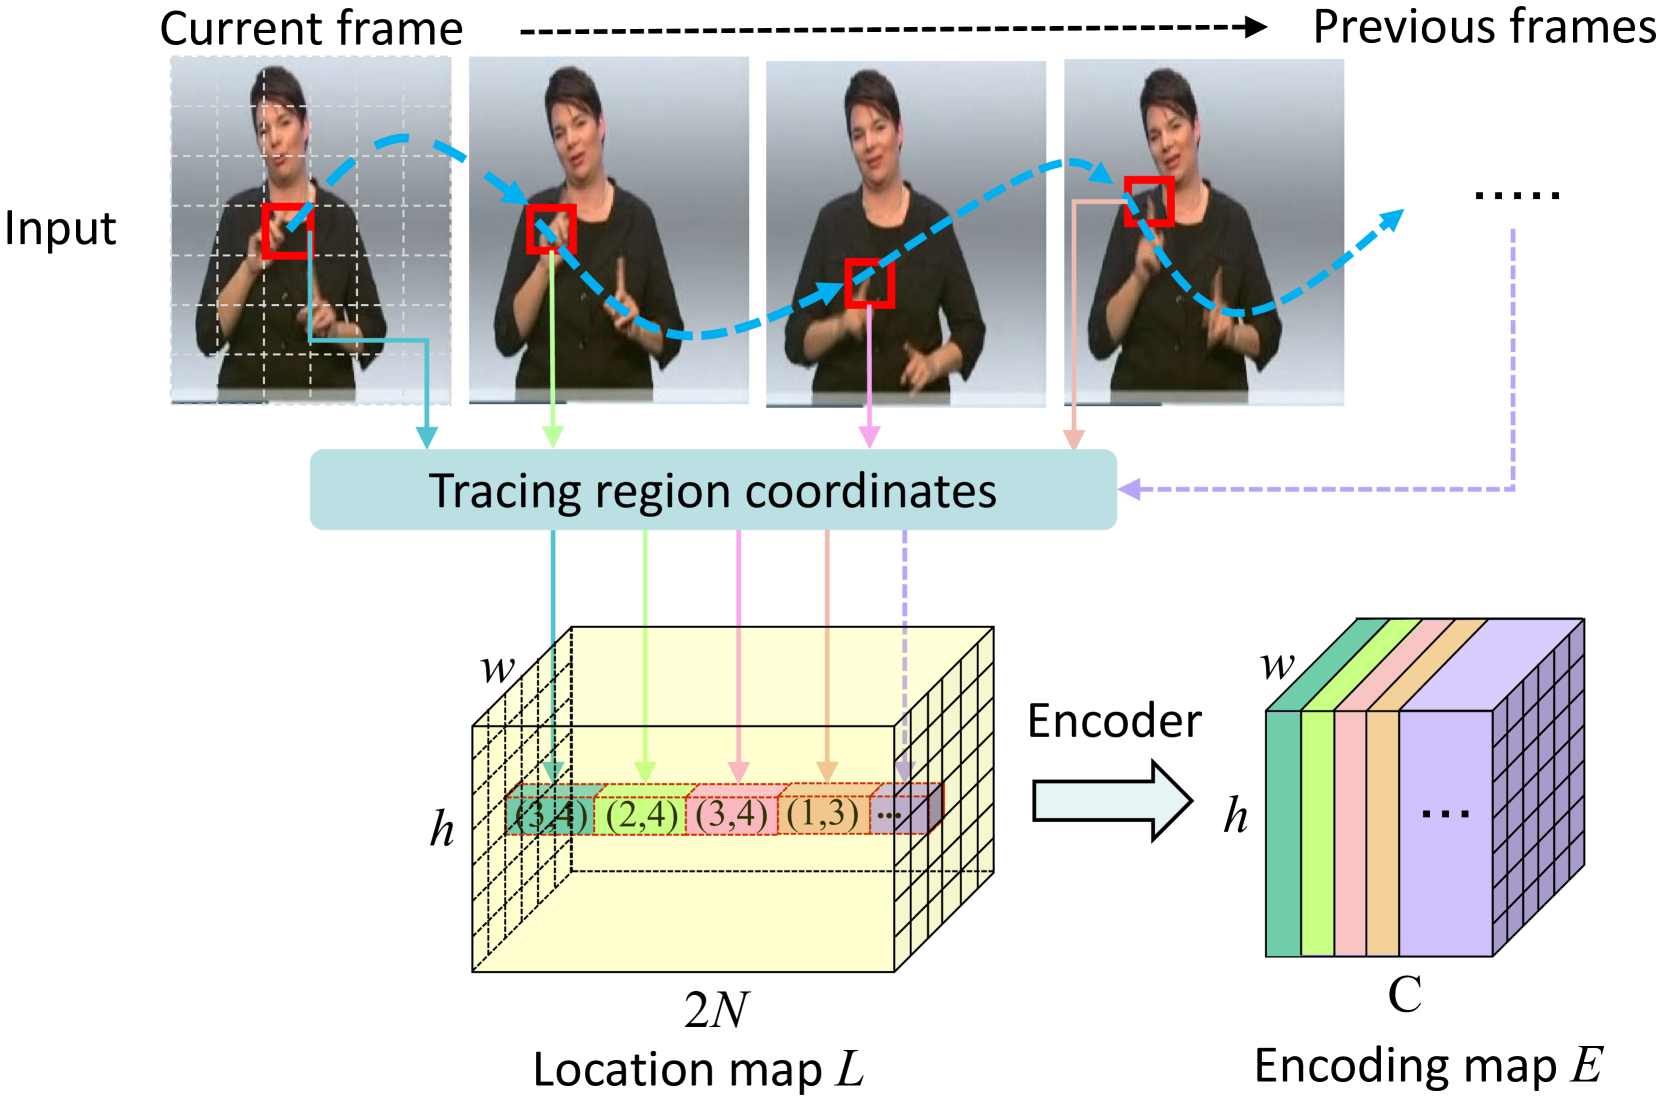 Current frame
Previous frames
Input
.....
Tracing region coordinates
w
h
(3,4) (2,4) (3,4) (1,3) ...
2N
Location map L
Encoder
w
h
...
C
Encoding map E